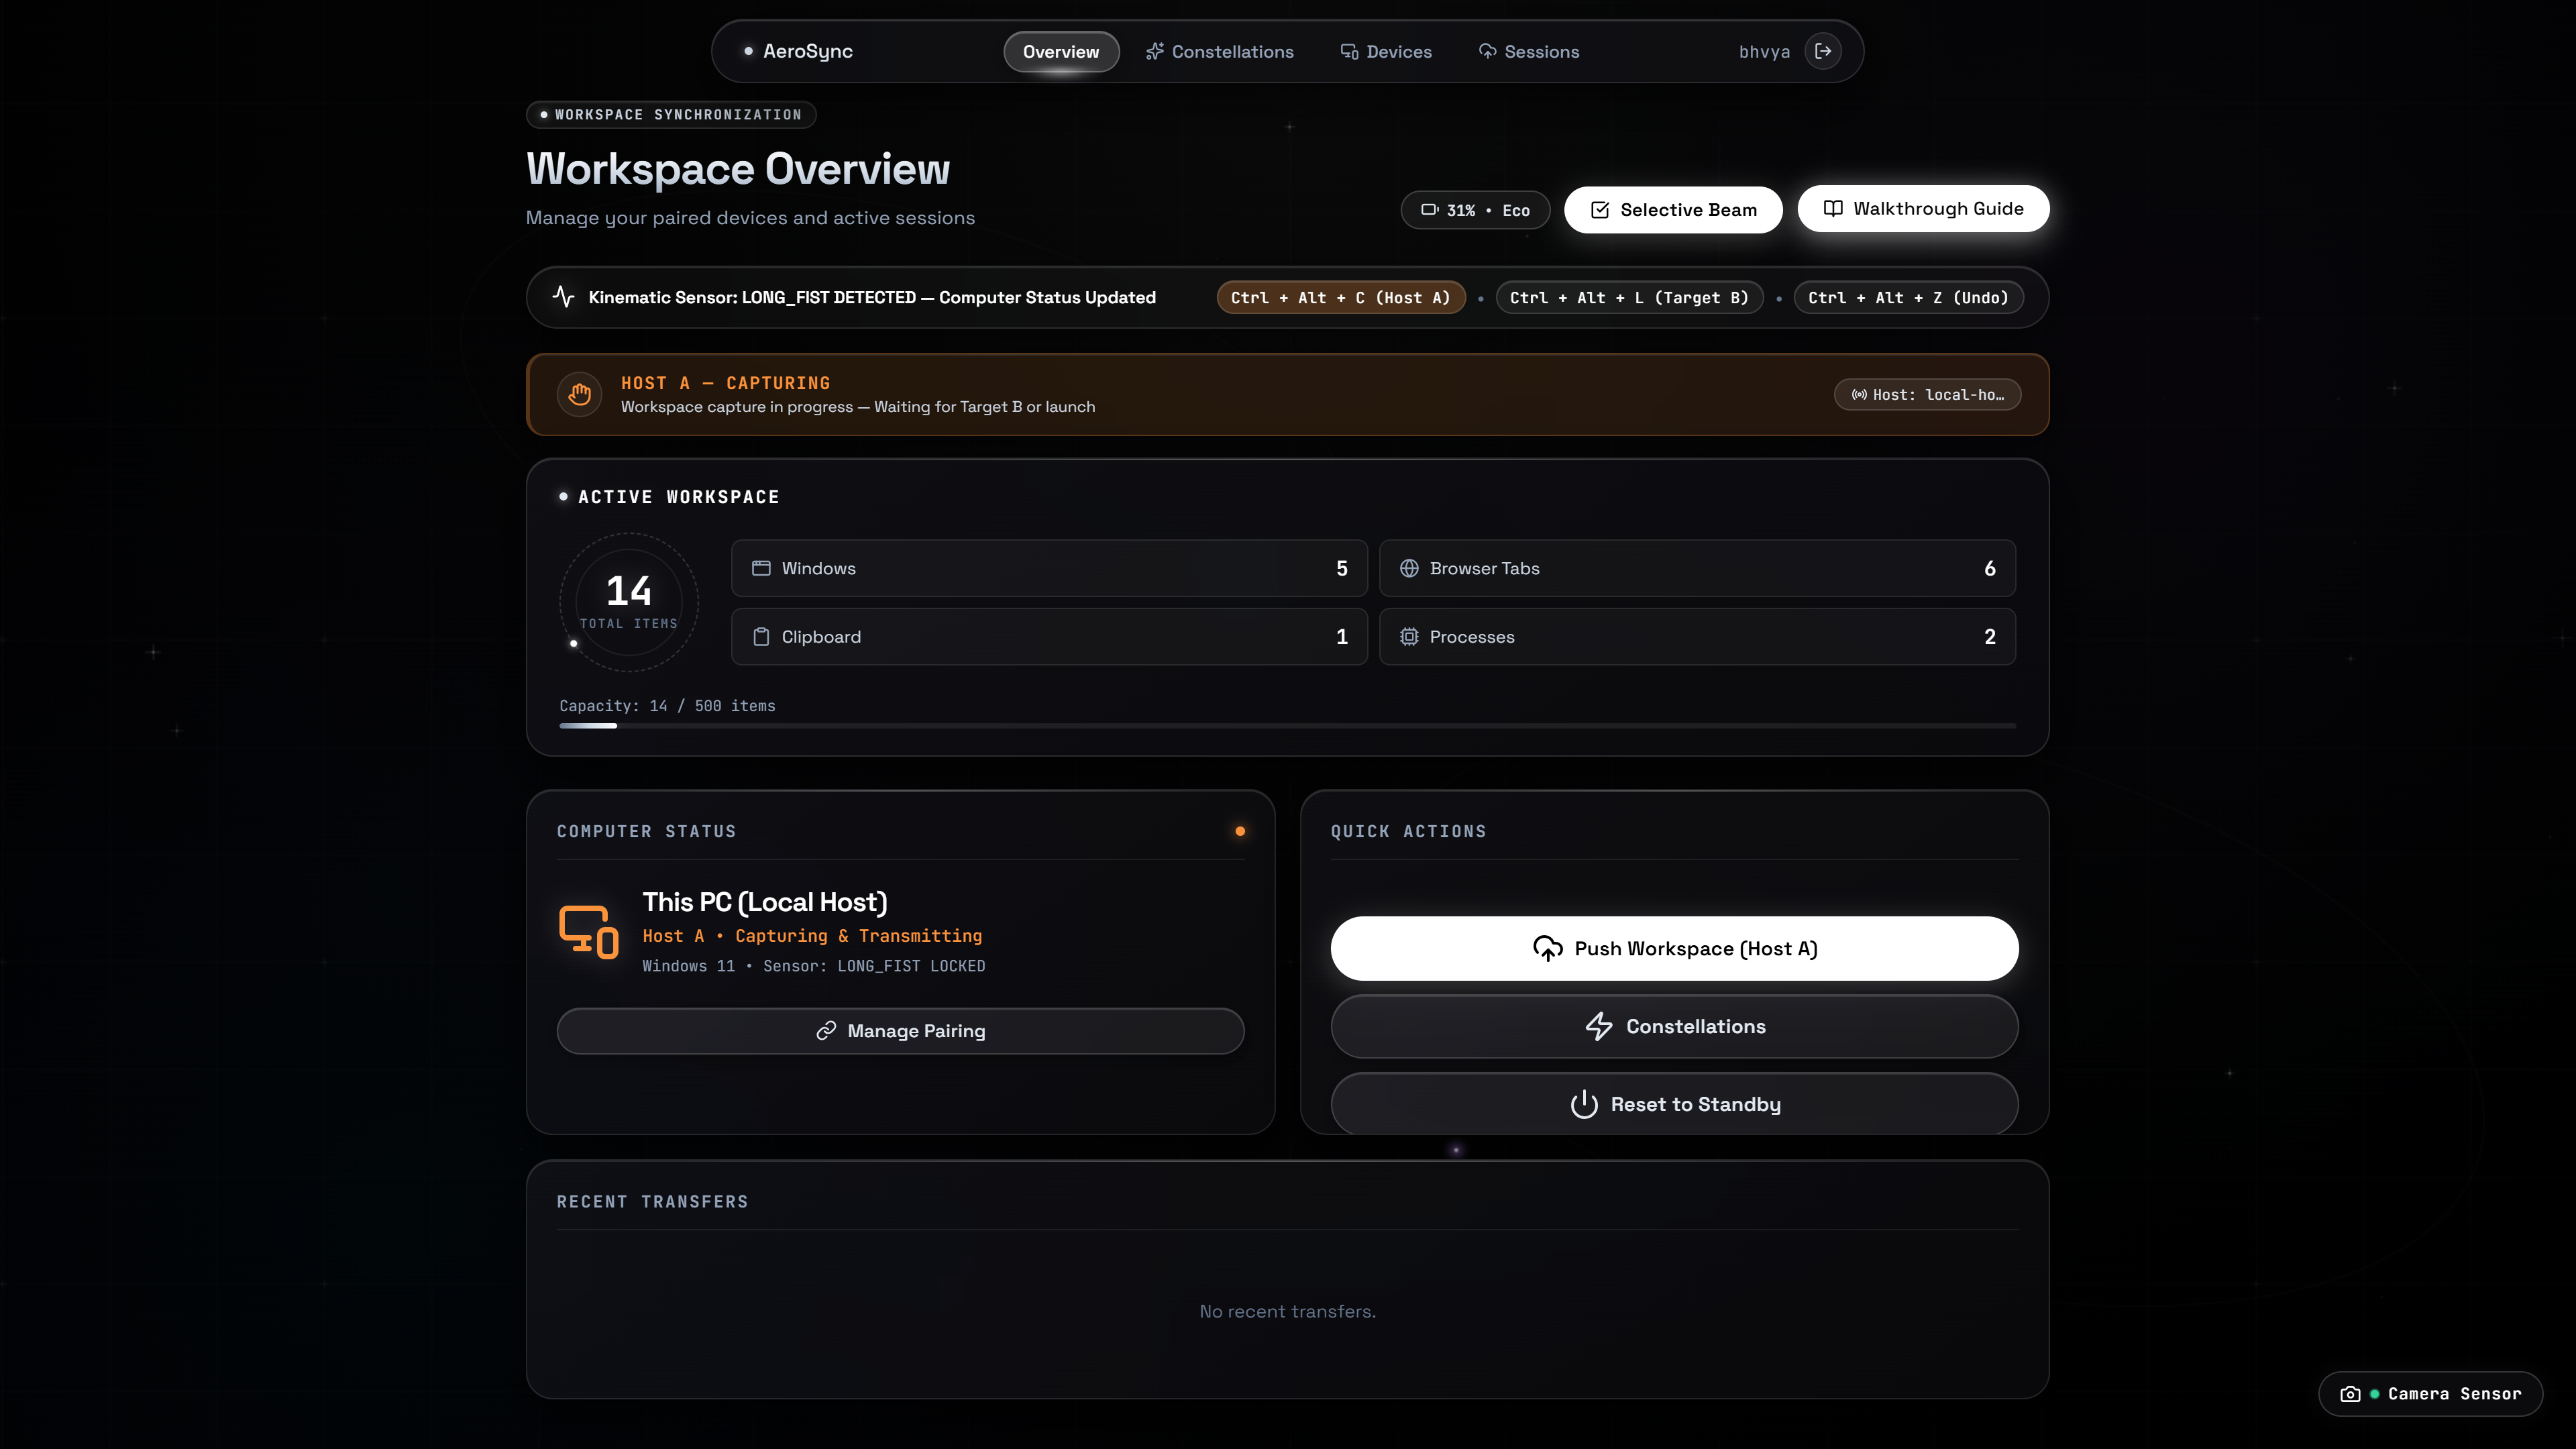 AeroSync
Overview
Constellations
Devices
Sessions
bhvya
WORKSPACE SYNCHRONIZATION
Workspace Overview
Manage your paired devices and active sessions
31% • Eco
Selective Beam
Walkthrough Guide
Kinematic Sensor: LONG_FIST DETECTED — Computer Status Updated
Ctrl + Alt + C (Host A) • Ctrl + Alt + L (Target B) • Ctrl + Alt + Z (Undo)
HOST A — CAPTURING
Workspace capture in progress — Waiting for Target B or launch
Host: local-ho…
ACTIVE WORKSPACE
14
TOTAL ITEMS
Windows 5
Browser Tabs 6
Clipboard 1
Processes 2
Capacity: 14 / 500 items
COMPUTER STATUS
This PC (Local Host)
Host A • Capturing & Transmitting
Windows 11 • Sensor: LONG_FIST LOCKED
Manage Pairing
QUICK ACTIONS
Push Workspace (Host A)
Constellations
Reset to Standby
RECENT TRANSFERS
No recent transfers.
Camera Sensor